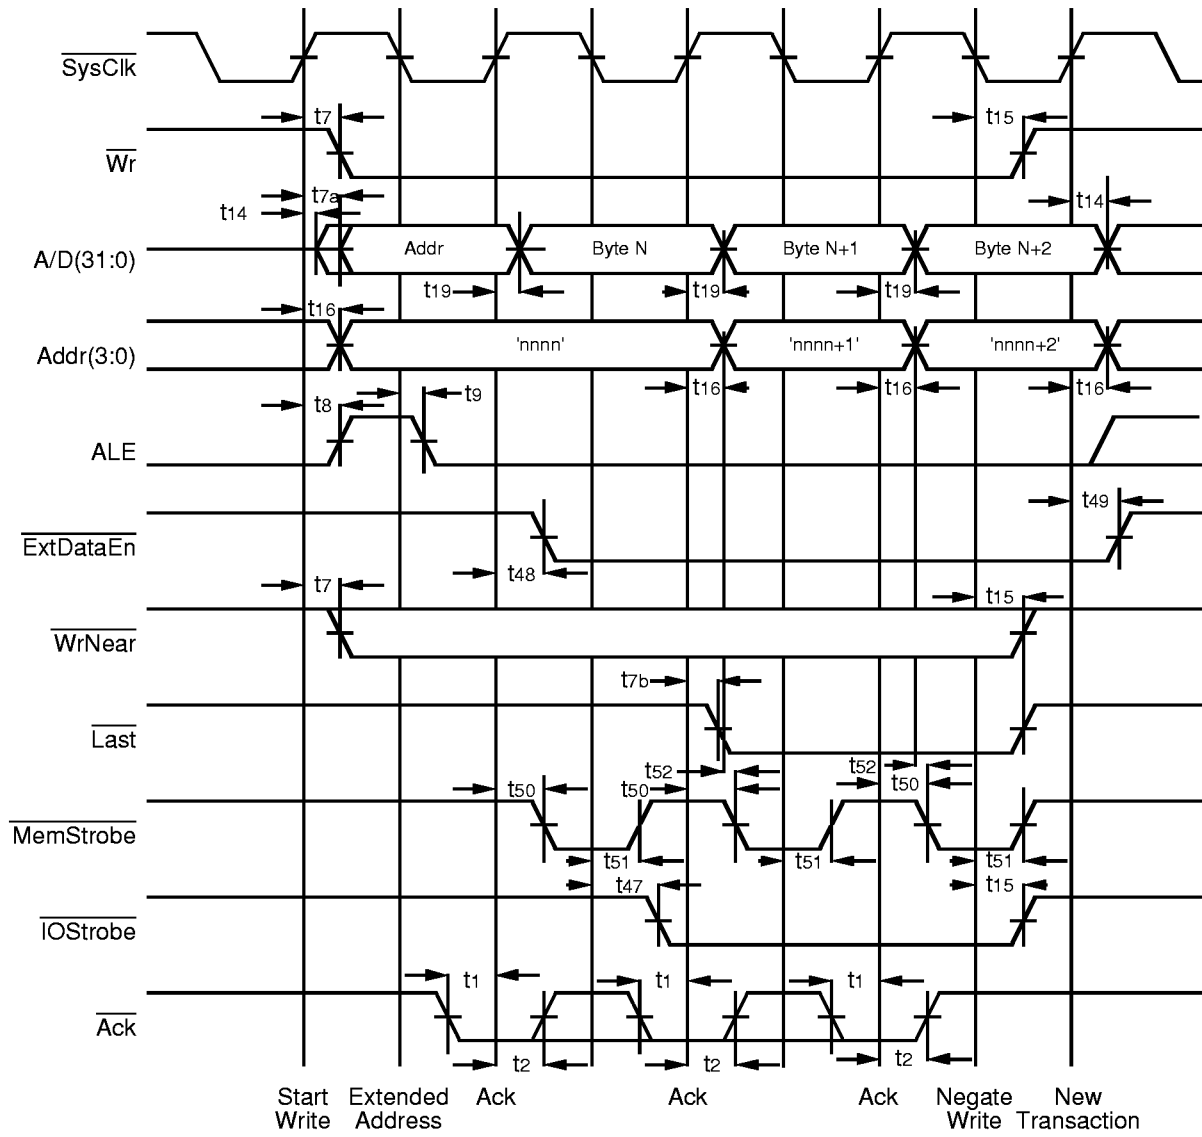 SysClk
t7
t15
Wr
t7a
t14
t14
A/D(31:0)
Addr
Byte N
Byte N+1
Byte N+2
t19
t19
t19
t16
Addr(3:0)
'nnnn'
'nnnn+1'
'nnnn+2'
t16
t16
t16
t9
t8
ALE
t49
ExtDataEn
t48
t7
t15
WrNear
t7b
Last
t52
t52
t50
t50
t50
MemStrobe
t51
t51
t51
t47
t15
IOStrobe
t1
t1
t1
Ack
t2
t2
t2
Start Extended Ack Ack Ack Negate New
Write Address Write Transaction